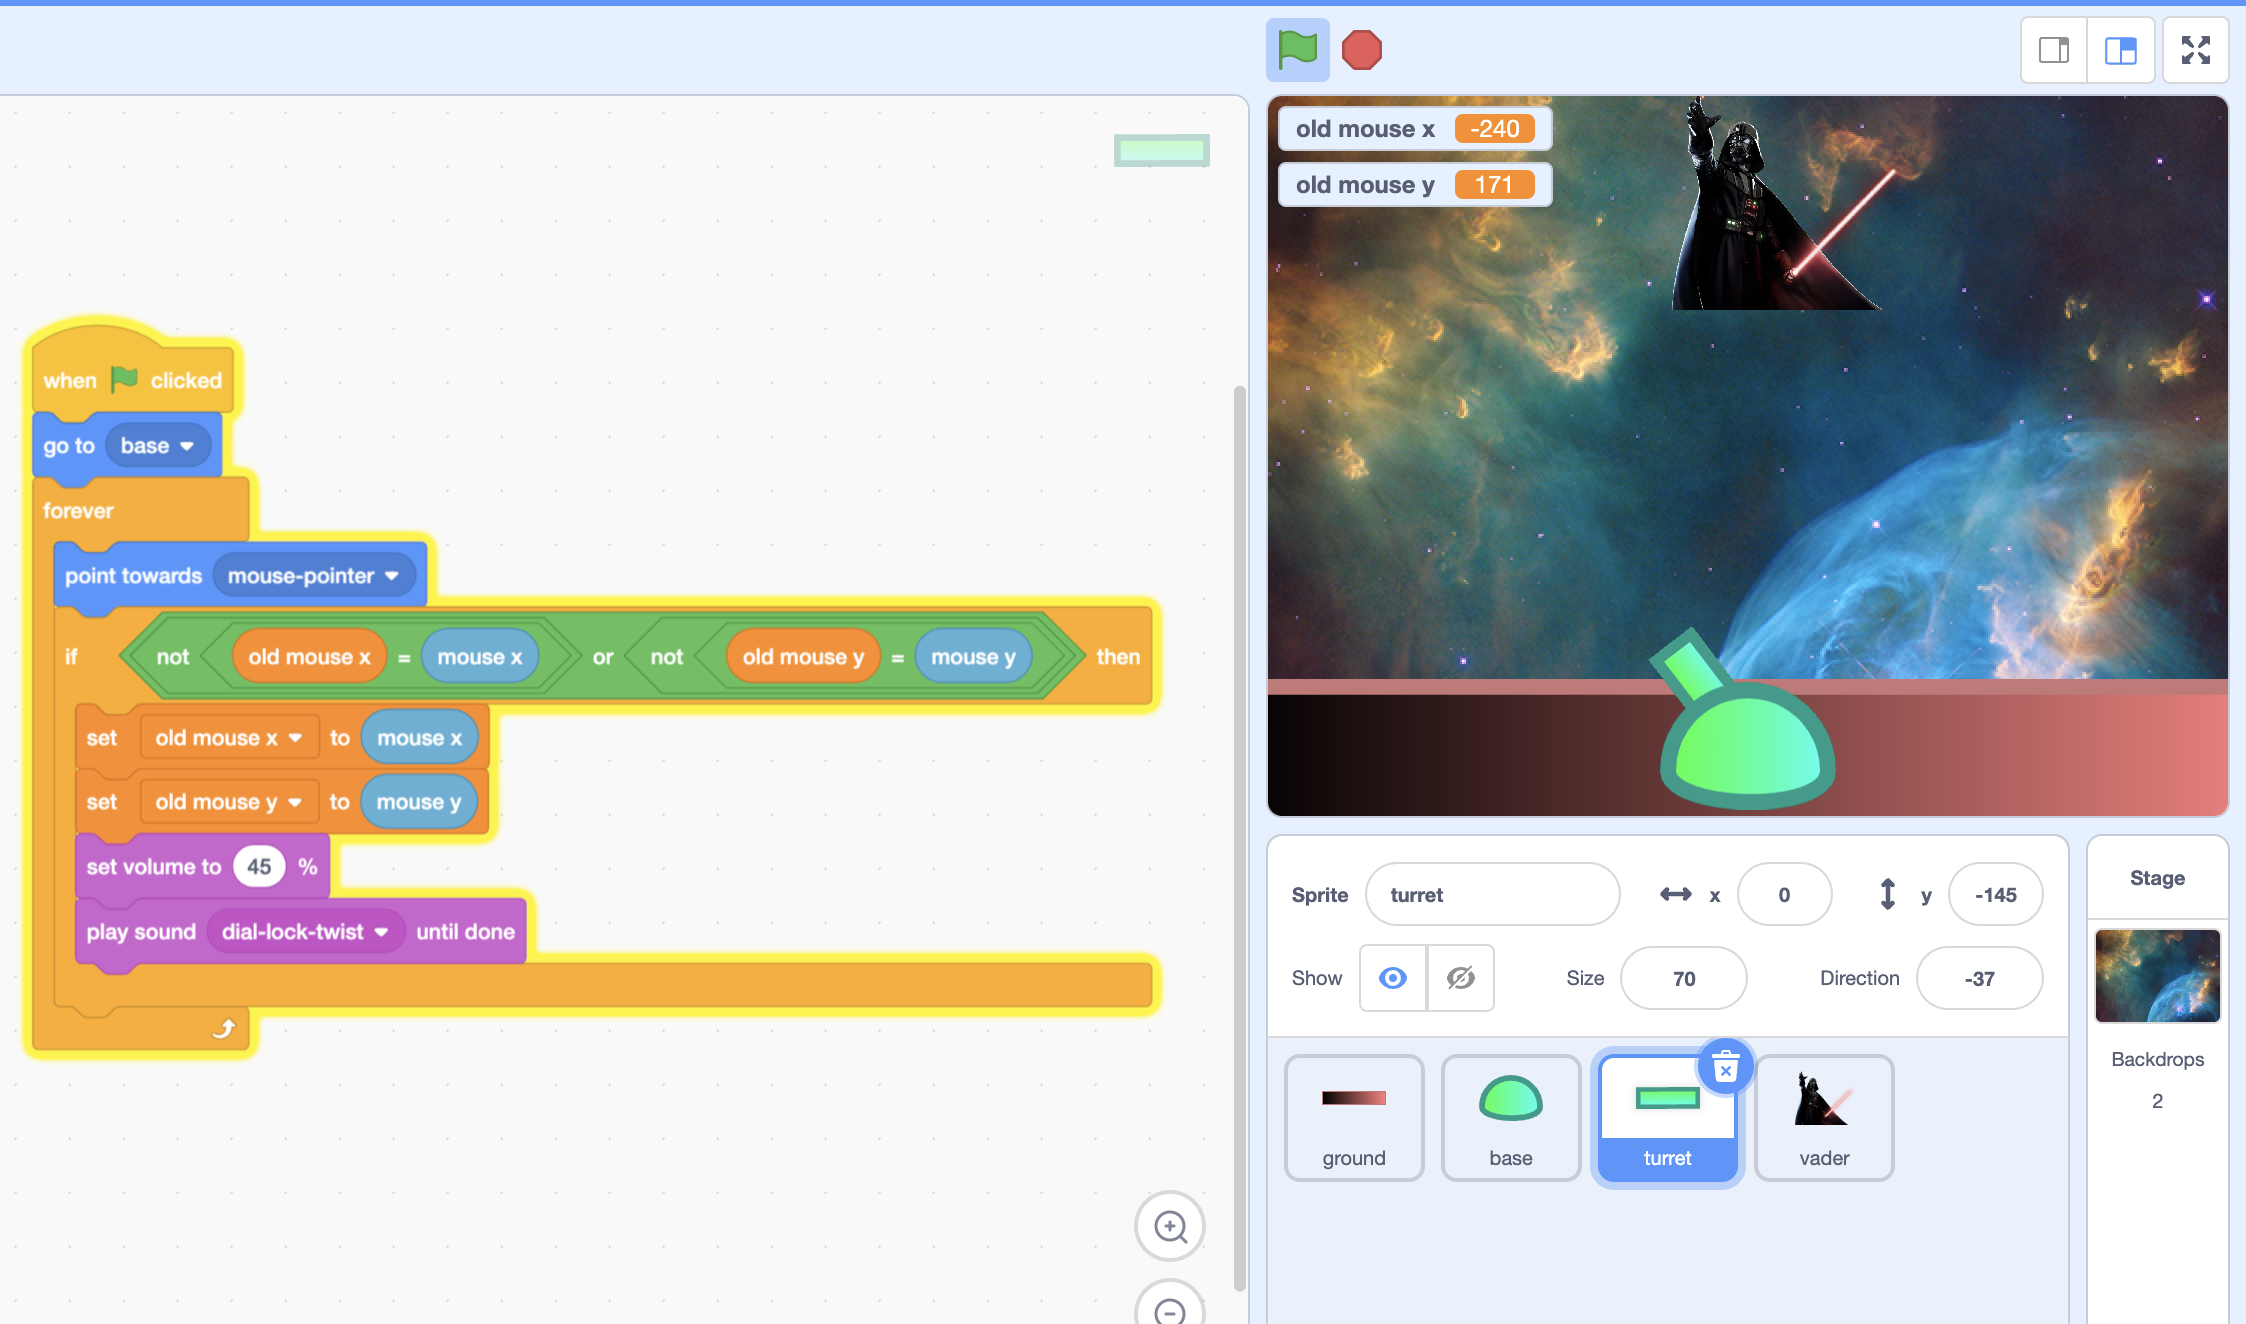 old mouse x -240
old mouse y 171
when clicked
go to base
forever
point towards mouse-pointer
if not old mouse x = mouse x or not old mouse y = mouse y then
set old mouse x to mouse x
set old mouse y to mouse y
set volume to 45 %
play sound dial-lock-twist until done
Sprite turret x 0 y -145
Show Size 70 Direction -37
ground
base
turret
vader
Stage
Backdrops
2